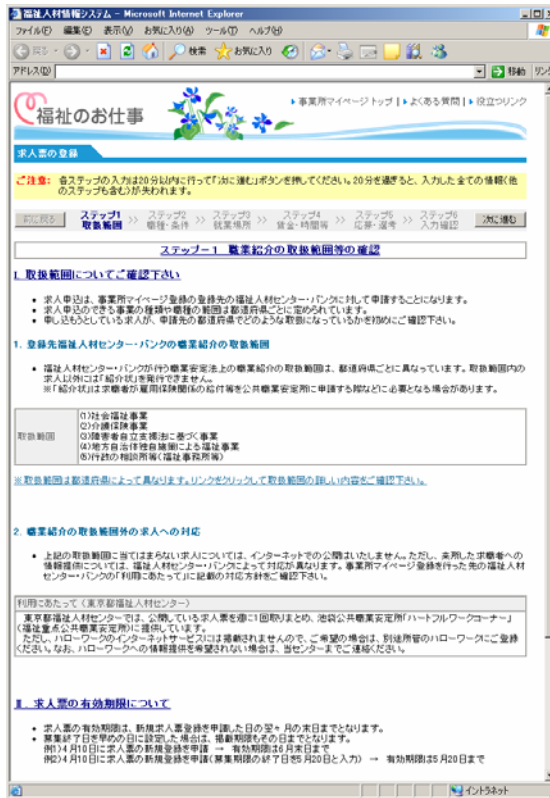 福祉人材情報システム - Microsoft Internet Explorer
ファイル(F) 編集(E) 表示(V) お気に入り(A) ツール(T) ヘルプ(H)
戻る 検索 お気に入り
アドレス(D) 移動 リンク
福祉のお仕事
事業所マイページトップ | よくある質問 | 役立つリンク
求人票の登録
ご注意: 各ステップの入力は20分以内に行って「次に進む」ボタンを押してください。20分を過ぎると、入力した全ての情報(他
のステップも含む)が失われます。
前に戻る ステップ1 >> ステップ2 >> ステップ3 >> ステップ4 >> ステップ5 >> ステップ6 次に進む
取扱範囲 職種・条件 就業場所 賃金・時間等 応募・選考 入力確認
ステップ-1 職業紹介の取扱範囲等の確認
I. 取扱範囲についてご確認下さい
• 求人申込は、事業所マイページ登録の登録先の福祉人材センター・バンクに対して申請することになります。
• 求人申込のできる事業の種類や職種の範囲は都道府県ごとに定められています。
• 申し込もうとしている求人が、申請先の都道府県でどのような取扱になっているかを初めにご確認下さい。
1. 登録先福祉人材センター・バンクの職業紹介の取扱範囲
• 福祉人材センター・バンクが行う職業安定法上の職業紹介の取扱範囲は、都道府県ごとに異なっています。取扱範囲内の
求人以外には「紹介状」を発行できません。
※「紹介状」は求職者が雇用保険関係の給付等を公共職業安定所に申請する際などに必要となる場合があります。
取扱範囲
(1)社会福祉事業
(2)介護保険事業
(3)障害者自立支援法に基づく事業
(4)地方自治体独自施策による福祉事業
(5)行政の相談所等(福祉事務所等)
※取扱範囲は都道府県によって異なります。リンクをクリックして取扱範囲の詳しい内容をご確認下さい。
2. 職業紹介の取扱範囲外の求人への対応
• 上記の取扱範囲に当てはまらない求人については、インターネットでの公開はいたしません。ただし、来所した求職者への
情報提供については、福祉人材センター・バンクによって対応が異なります。事業所マイページ登録を行った先の福祉人材
センター・バンクの「利用にあたって」に記載の対応方針をご確認下さい。
利用にあたって (東京都福祉人材センター)
東京都福祉人材センターでは、公開している求人票を週に1回取りまとめ、池袋公共職業安定所「ハートフルワークコーナー」
(福祉重点公共職業安定所)に提供しています。
ただし、ハローワークのインターネットサービスには掲載されませんので、ご希望の場合は、別途所管のハローワークにご登録
ください。なお、ハローワークへの情報提供を希望されない場合は、当センターまでご連絡ください。
II. 求人票の有効期限について
• 求人票の有効期限は、新規求人票登録を申請した日の翌々月の末日までとなります。
• 募集終了日を早めの日に設定した場合は、掲載期限もその日までとなります。
例1)4月10日に求人票の新規登録を申請 → 有効期限は6月末日まで
例2)4月10日に求人票の新規登録を申請(募集期限の終了日を5月20日と入力) → 有効期限は5月20日まで
イントラネット